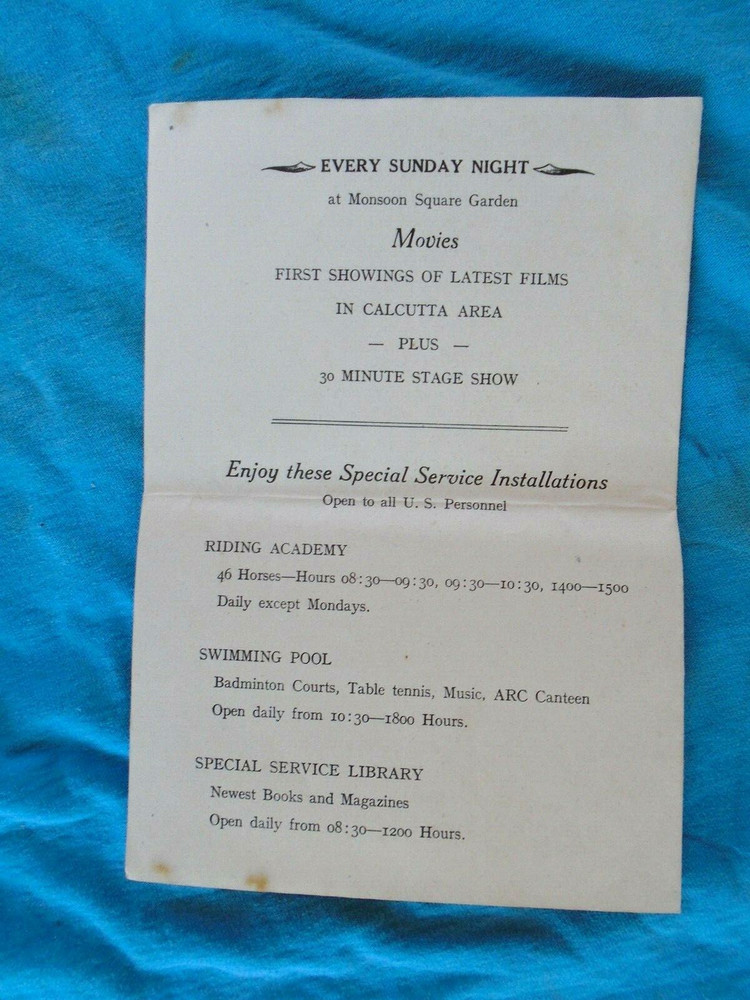 EVERY SUNDAY NIGHT
at Monsoon Square Garden
Movies
FIRST SHOWINGS OF LATEST FILMS
IN CALCUTTA AREA
— PLUS —
30 MINUTE STAGE SHOW
Enjoy these Special Service Installations
Open to all U. S. Personnel
RIDING ACADEMY
46 Horses—Hours 08:30—09:30, 09:30—10:30, 1400—1500
Daily except Mondays.
SWIMMING POOL
Badminton Courts, Table tennis, Music, ARC Canteen
Open daily from 10:30—1800 Hours.
SPECIAL SERVICE LIBRARY
Newest Books and Magazines
Open daily from 08:30—1200 Hours.